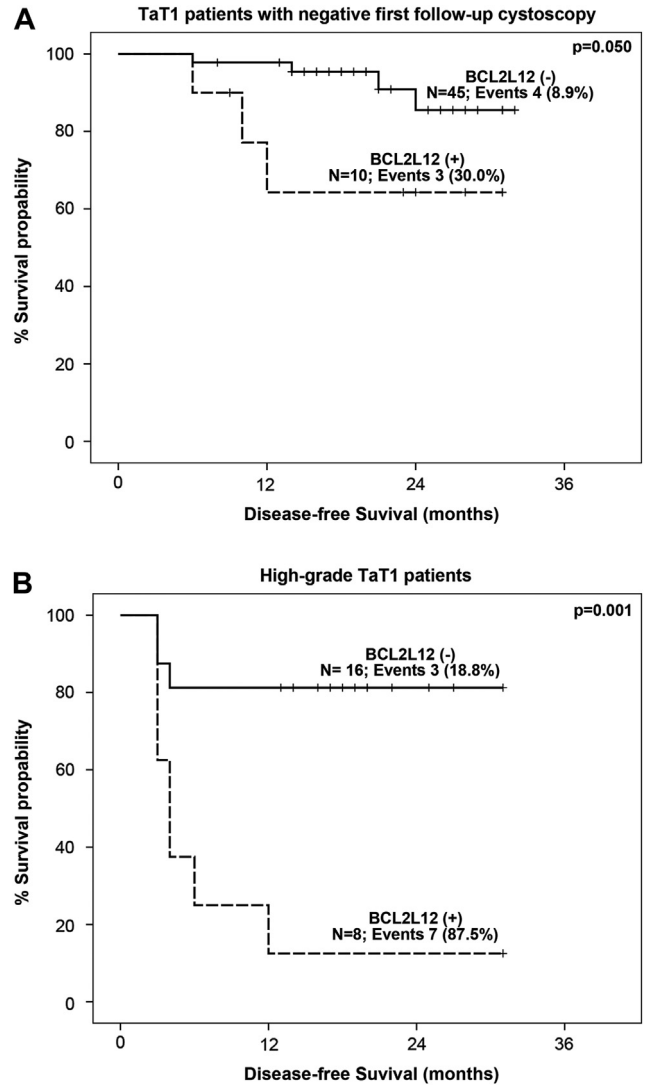 A
TaT1 patients with negative first follow-up cystoscopy
p=0.050
BCL2L12 (-)
N=45; Events 4 (8.9%)
BCL2L12 (+)
N=10; Events 3 (30.0%)
% Survival propability
100
80
60
40
20
0
0
12
24
36
Disease-free Suvival (months)
B
High-grade TaT1 patients
p=0.001
BCL2L12 (-)
N= 16; Events 3 (18.8%)
BCL2L12 (+)
N=8; Events 7 (87.5%)
% Survival propability
100
80
60
40
20
0
0
12
24
36
Disease-free Suvival (months)